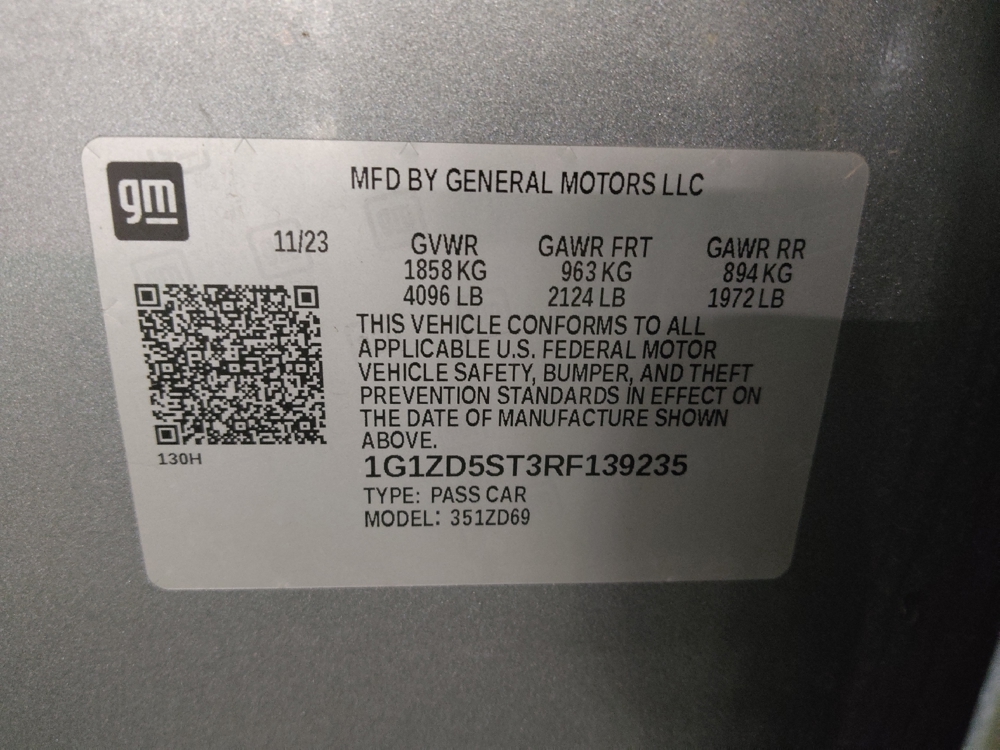 gm
MFD BY GENERAL MOTORS LLC
11/23 GVWR GAWR FRT GAWR RR
1858 KG 963 KG 894 KG
4096 LB 2124 LB 1972 LB
THIS VEHICLE CONFORMS TO ALL
APPLICABLE U.S. FEDERAL MOTOR
VEHICLE SAFETY, BUMPER, AND THEFT
PREVENTION STANDARDS IN EFFECT ON
THE DATE OF MANUFACTURE SHOWN
ABOVE.
130H
1G1ZD5ST3RF139235
TYPE: PASS CAR
MODEL: 351ZD69